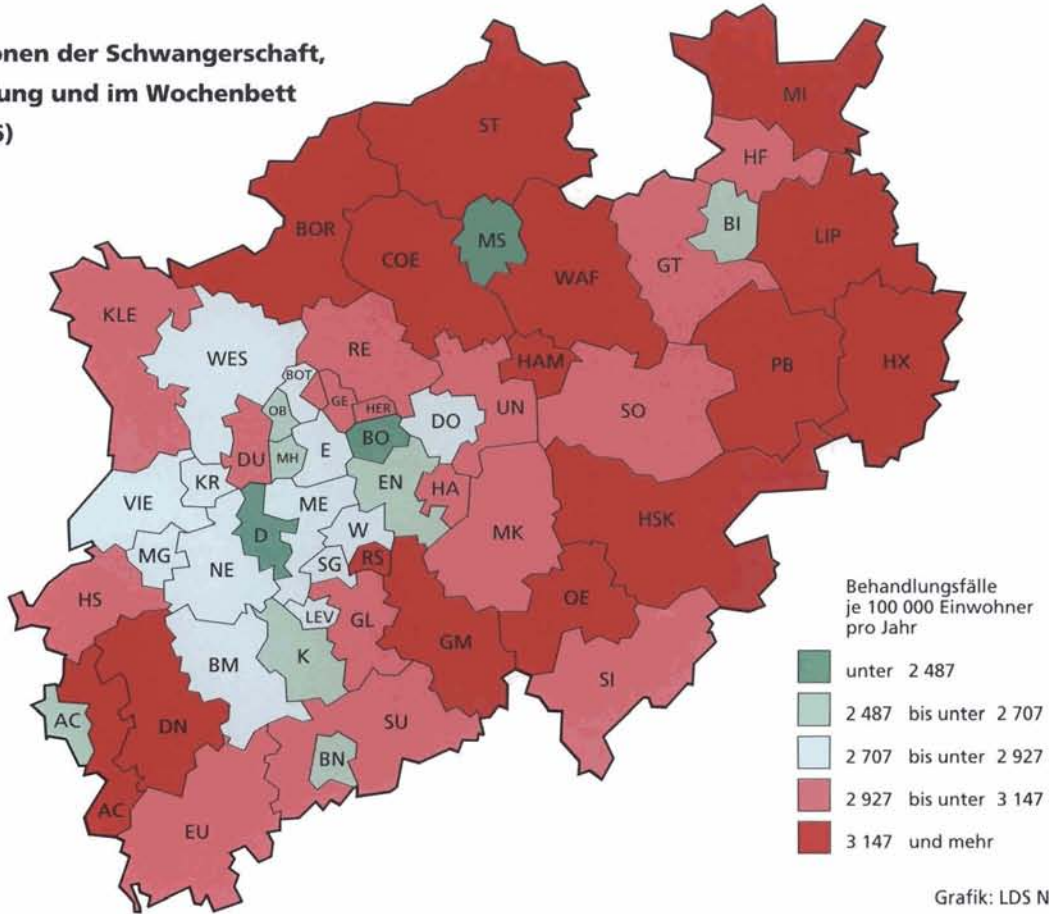 onen der Schwangerschaft,
ung und im Wochenbett
)
MI
ST
HF
BI
BOR
MS
LIP
COE
GT
WAF
KLE
WES
RE
HAM
PB
HX
BOT
GE
HER
OB
UN
SO
DO
BO
DU
MH
E
KR
EN
HA
VIE
ME
HSK
D
W
MK
MG
NE
SG
RS
HS
OE
LEV
GL
GM
K
BM
SI
AC
DN
SU
BN
AC
EU
Behandlungsfälle
je 100 000 Einwohner
pro Jahr
unter 2 487
2 487 bis unter 2 707
2 707 bis unter 2 927
2 927 bis unter 3 147
3 147 und mehr
Grafik: LDS N